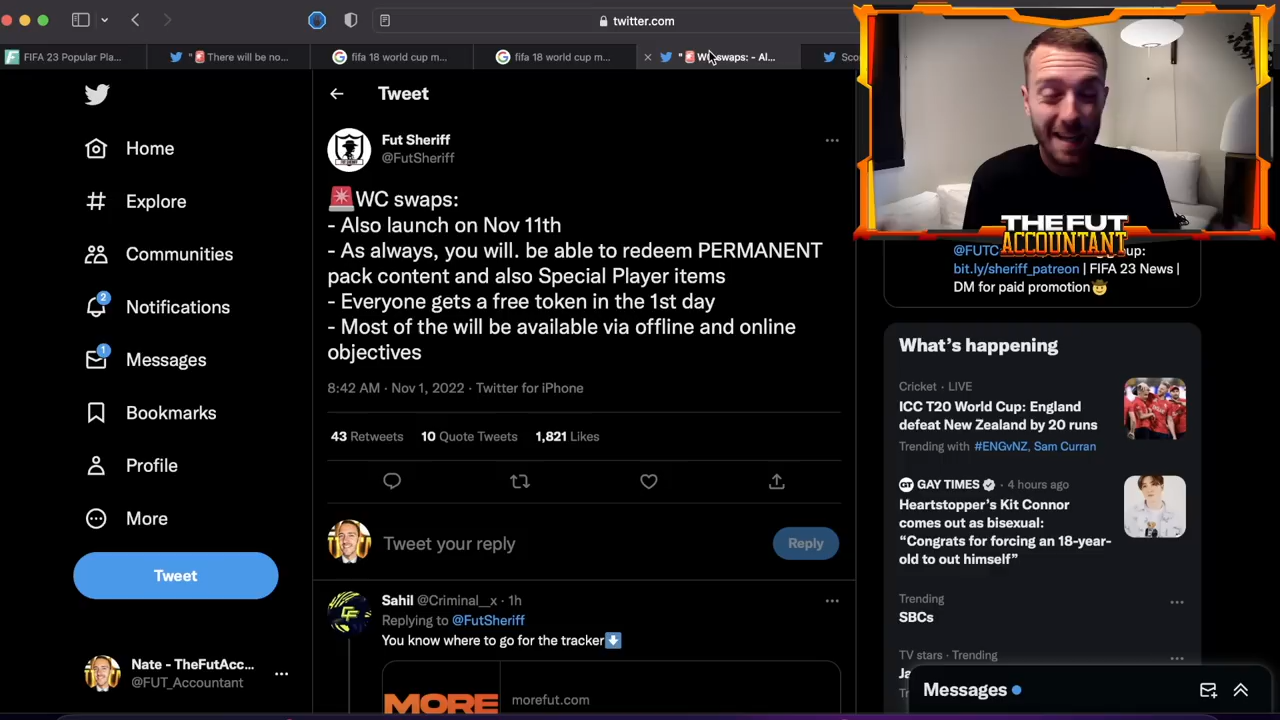 twitter.com
FIFA 23 Popular Pla...
" 🚨There will be no...
fifa 18 world cup m...
fifa 18 world cup m...
swaps: - Al...
Sco
Home
Explore
Communities
2
Notifications
1
Messages
Bookmarks
Profile
More
Tweet
Nate - TheFutAcc...
@FUT_Accountant
Tweet
Fut Sheriff
@FutSheriff
🚨WC swaps:
- Also launch on Nov 11th
- As always, you will. be able to redeem PERMANENT
pack content and also Special Player items
- Everyone gets a free token in the 1st day
- Most of the will be available via offline and online
objectives
8:42 AM · Nov 1, 2022 · Twitter for iPhone
43 Retweets 10 Quote Tweets 1,821 Likes
Tweet your reply
Reply
Sahil @Criminal__x · 1h
Replying to @FutSheriff
You know where to go for the tracker⬇️
MORE
morefut.com
THE FUT
ACCOUNTANT
@FUTC group:
bit.ly/sheriff_patreon | FIFA 23 News |
DM for paid promotion🤠
What's happening
Cricket · LIVE
ICC T20 World Cup: England
defeat New Zealand by 20 runs
Trending with #ENGvNZ, Sam Curran
GT GAY TIMES · 4 hours ago
Heartstopper's Kit Connor
comes out as bisexual:
“Congrats for forcing an 18-year-
old to out himself”
Trending
SBCs
TV stars · Trending
Messages